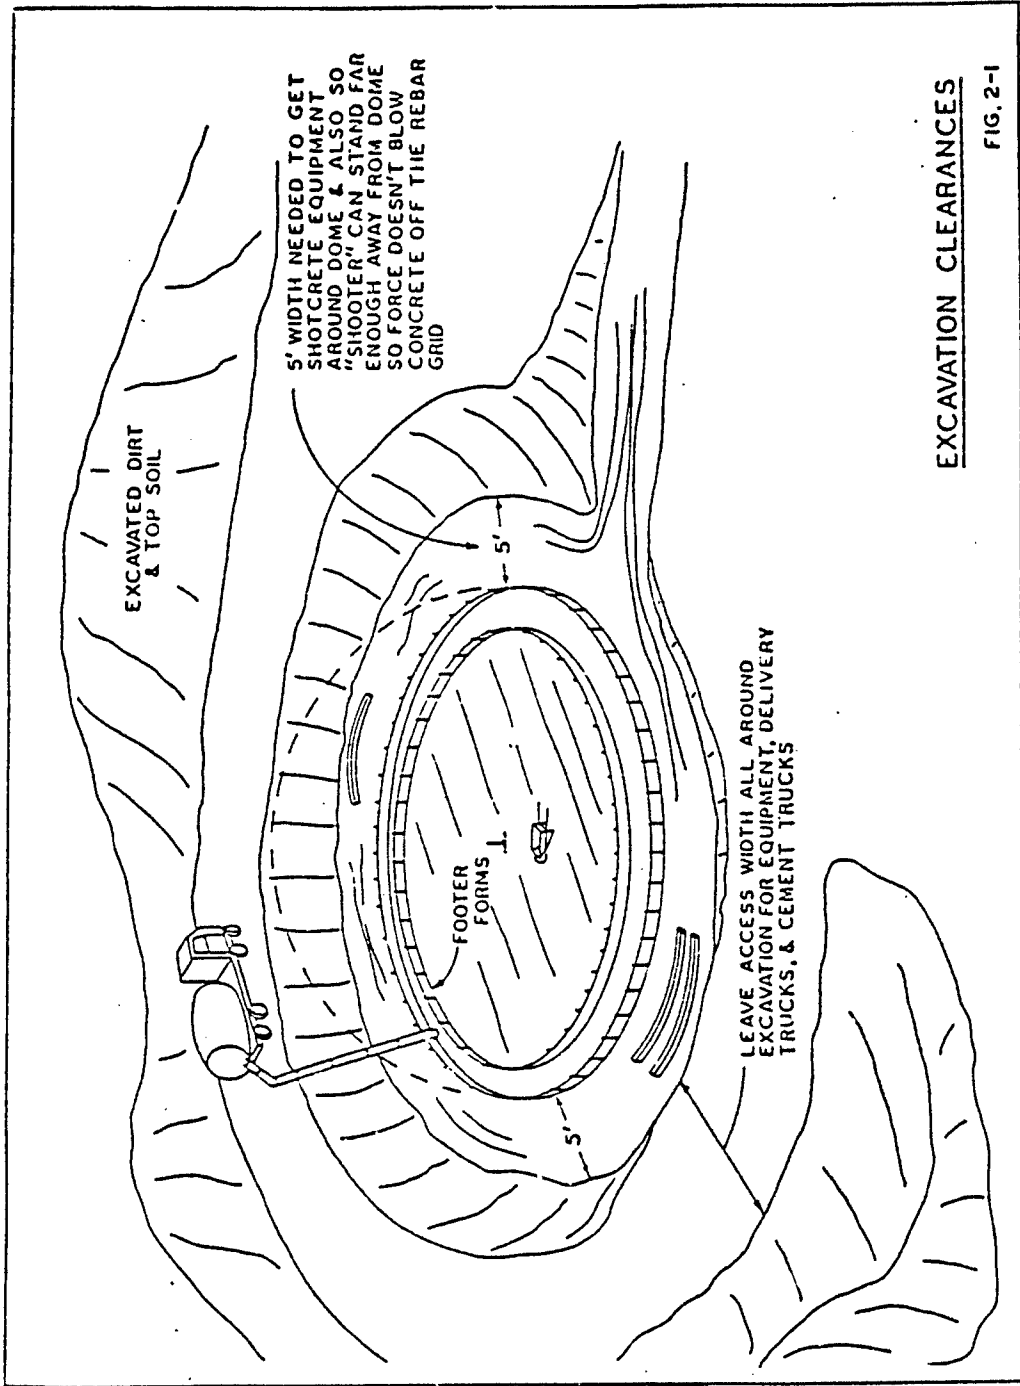 EXCAVATED DIRT
& TOP SOIL
5' WIDTH NEEDED TO GET
SHOTCRETE EQUIPMENT
AROUND DOME & ALSO SO
"SHOOTER" CAN STAND FAR
ENOUGH AWAY FROM DOME
SO FORCE DOESN'T BLOW
CONCRETE OFF THE REBAR
GRID
5'
FOOTER
FORMS
5'
LEAVE ACCESS WIDTH ALL AROUND
EXCAVATION FOR EQUIPMENT, DELIVERY
TRUCKS, & CEMENT TRUCKS
EXCAVATION CLEARANCES
FIG. 2-1